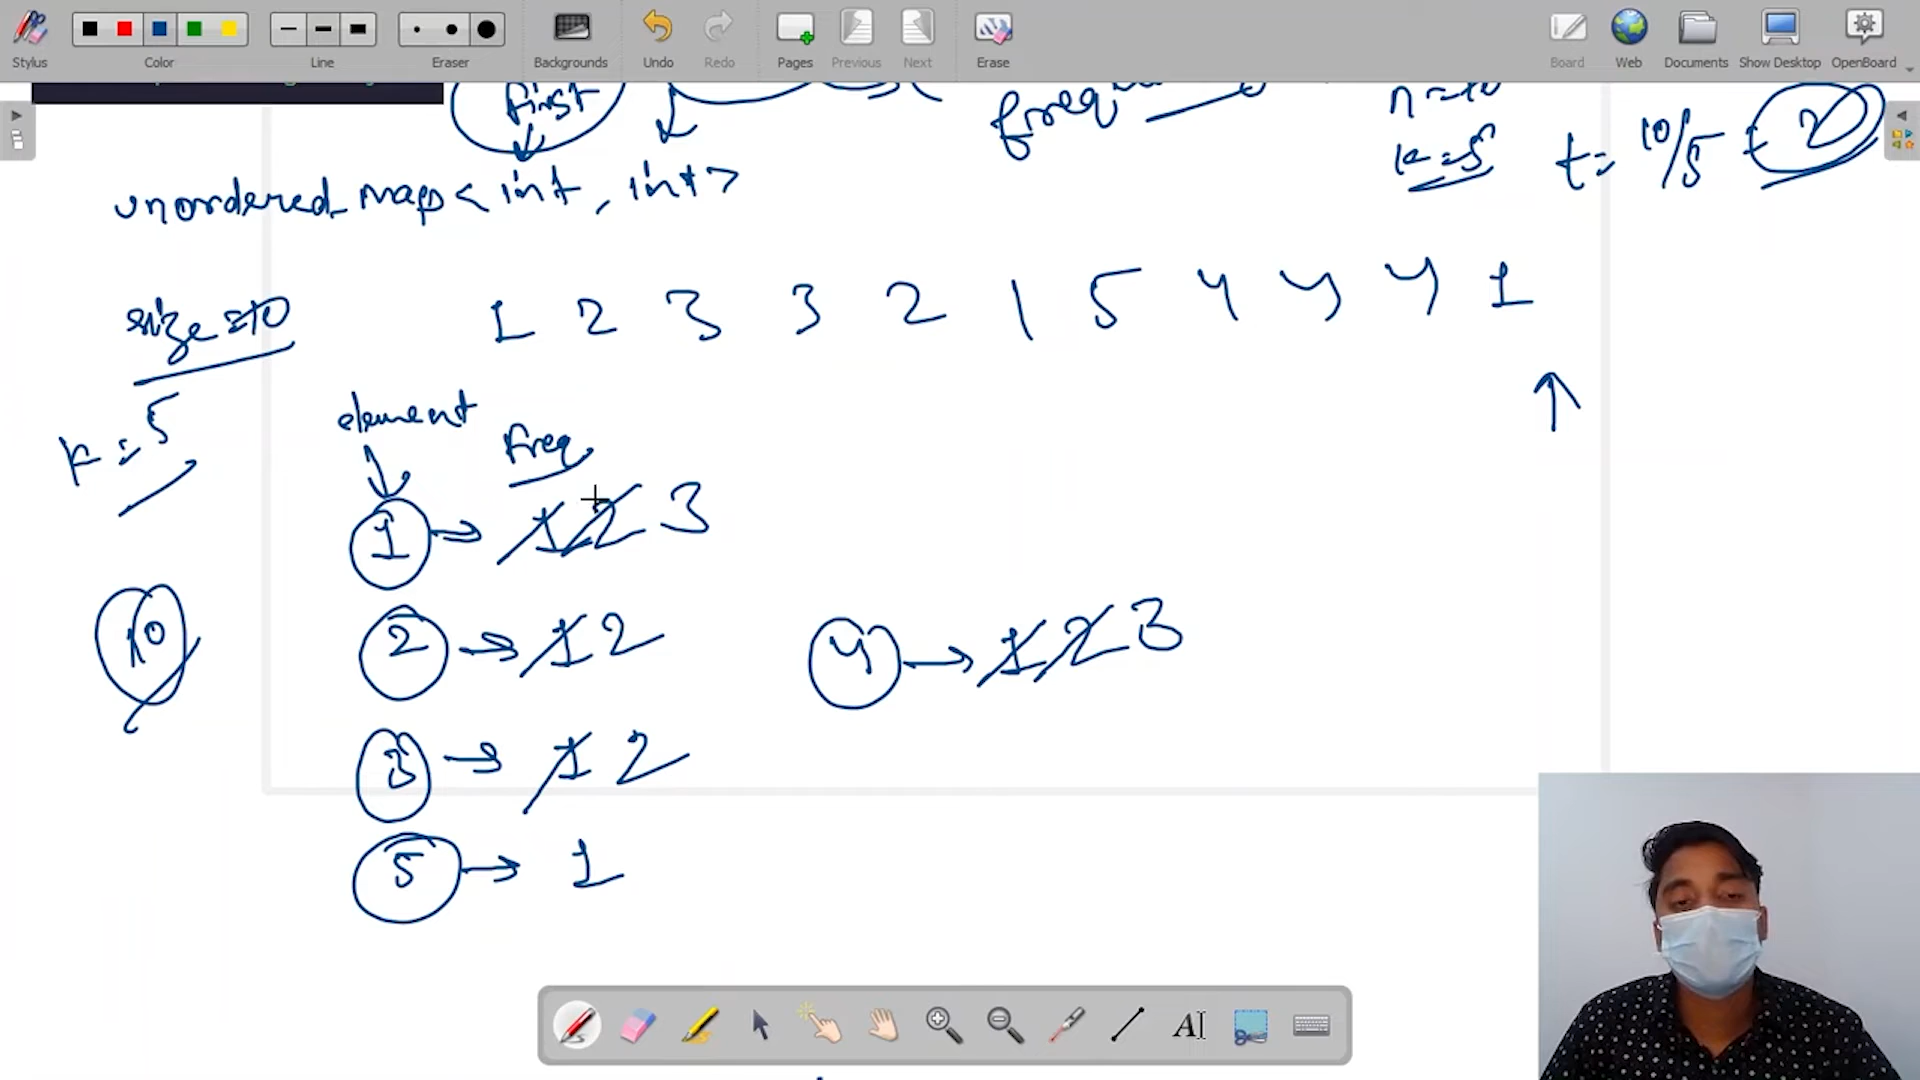 Stylus Color Line Eraser Backgrounds Undo Redo Pages Previous Next Erase Board Web Documents Show Desktop OpenBoard
first
n=10
k=5 t= 10/5 = 2
unordered_map < int, int >
size=10 1 2 3 3 2 1 5 4 4 4 1
k=5
element Freq
1 → 1 2 3
10
2 → 1 2 4 → 1 2 3
3 → 1 2
5 → 1